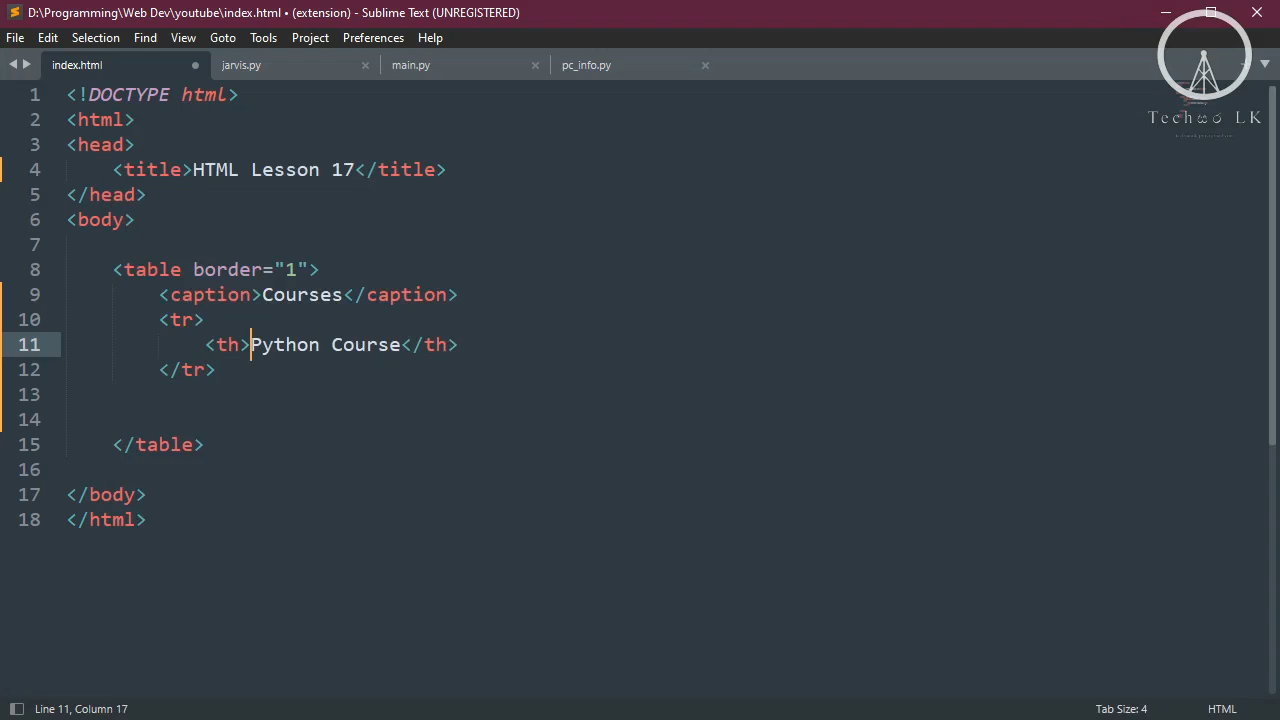 D:\Programming\Web Dev\youtube\index.html • (extension) - Sublime Text (UNREGISTERED)
File Edit Selection Find View Goto Tools Project Preferences Help
index.html jarvis.py main.py pc_info.py
1 <!DOCTYPE html>
2 <html>
3 <head>
4 <title>HTML Lesson 17</title>
5 </head>
6 <body>
7
8 <table border="1">
9 <caption>Courses</caption>
10 <tr>
11 <th>Python Course</th>
12 </tr>
13
14
15 </table>
16
17 </body>
18 </html>
Techසර LK
Line 11, Column 17 Tab Size: 4 HTML